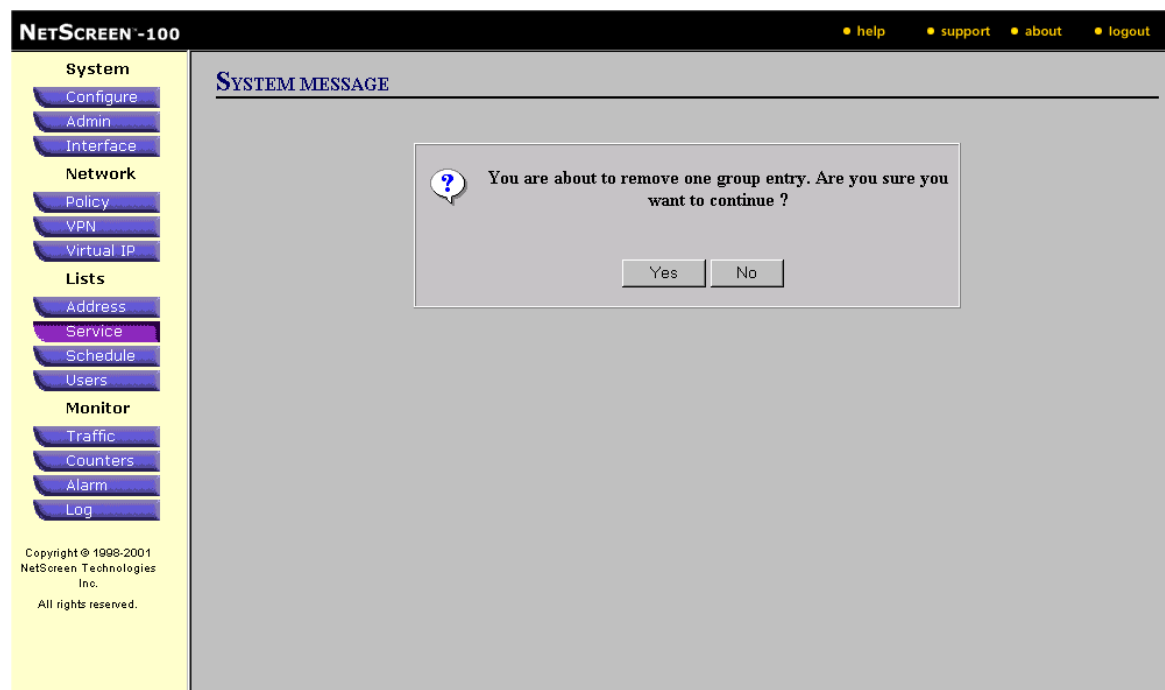 NETSCREEN™-100
help support about logout
System
Configure
Admin
Interface
Network
Policy
VPN
Virtual IP
Lists
Address
Service
Schedule
Users
Monitor
Traffic
Counters
Alarm
Log
Copyright © 1998-2001
NetScreen Technologies
Inc.
All rights reserved.
SYSTEM MESSAGE
?
You are about to remove one group entry. Are you sure you
want to continue ?
Yes No